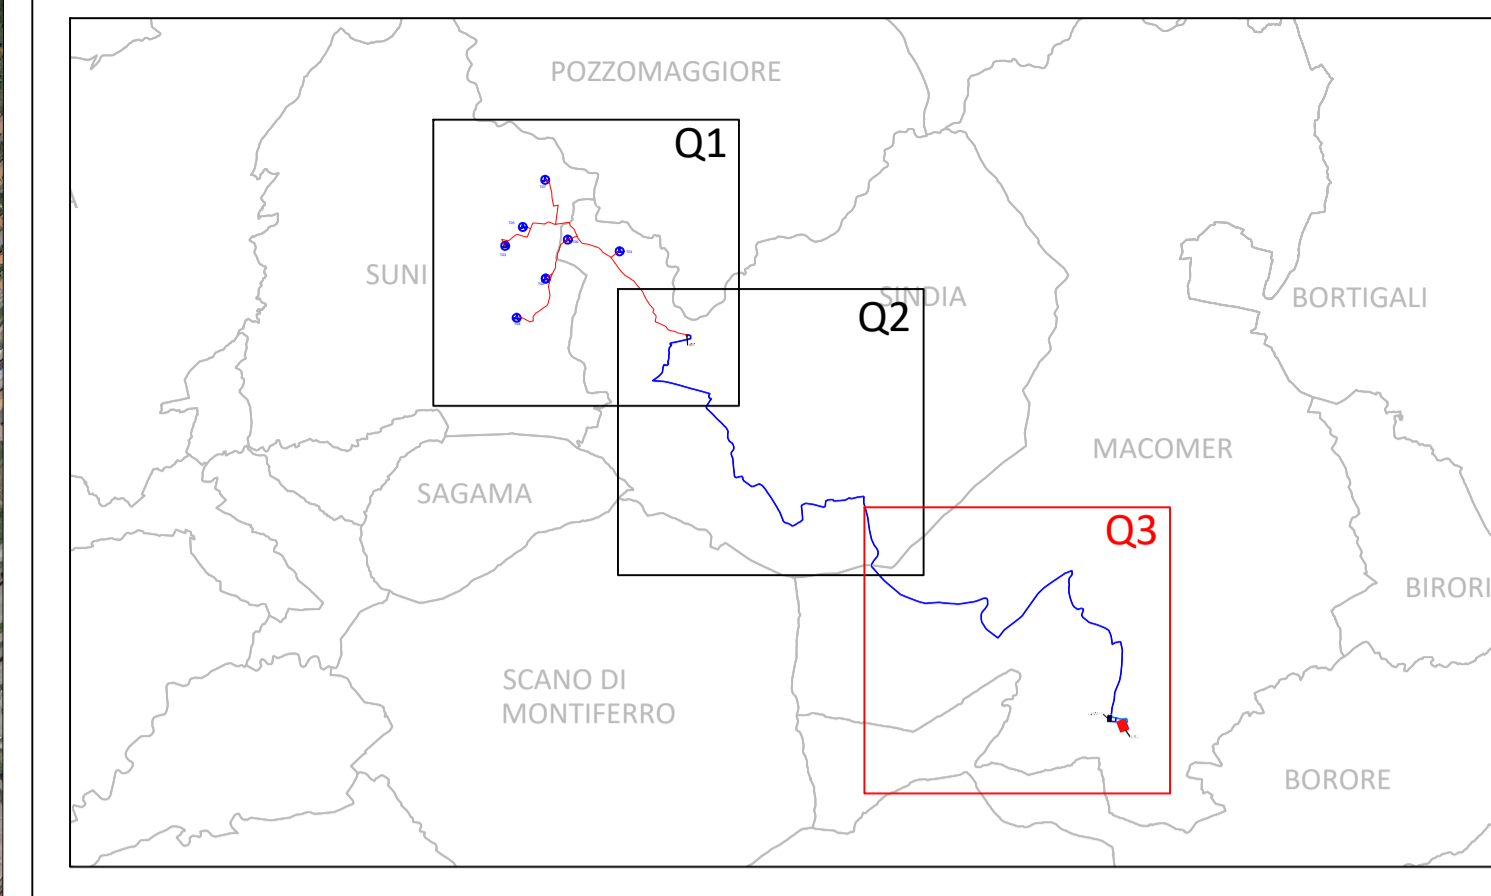 POZZOMAGGIORE
Q1
SUNI
SINDIA
Q2
BORTIGALI
MACOMER
SAGAMA
Q3
BIRORI
SCANO DI
MONTIFERRO
BORORE